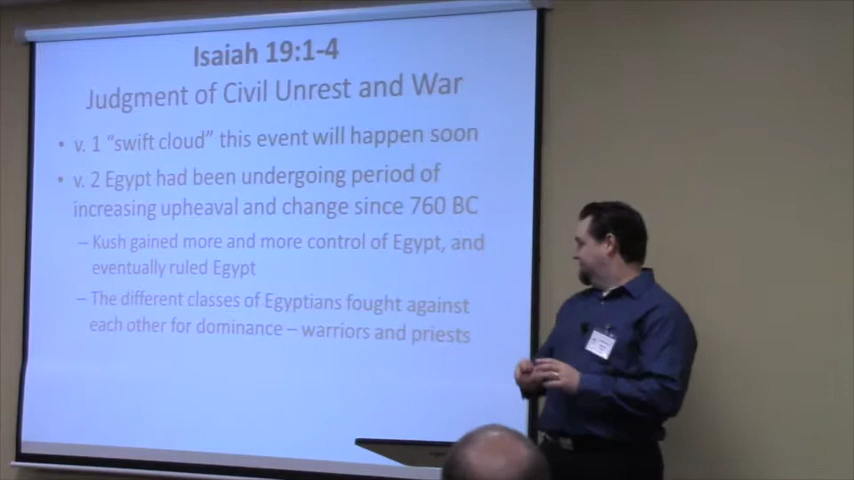 Isaiah 19:1-4
Judgment of Civil Unrest and War
• v. 1 "swift cloud" this event will happen soon
• v. 2 Egypt had been undergoing period of
increasing upheaval and change since 760 BC
– Kush gained more and more control of Egypt, and
eventually ruled Egypt
– The different classes of Egyptians fought against
each other for dominance – warriors and priests